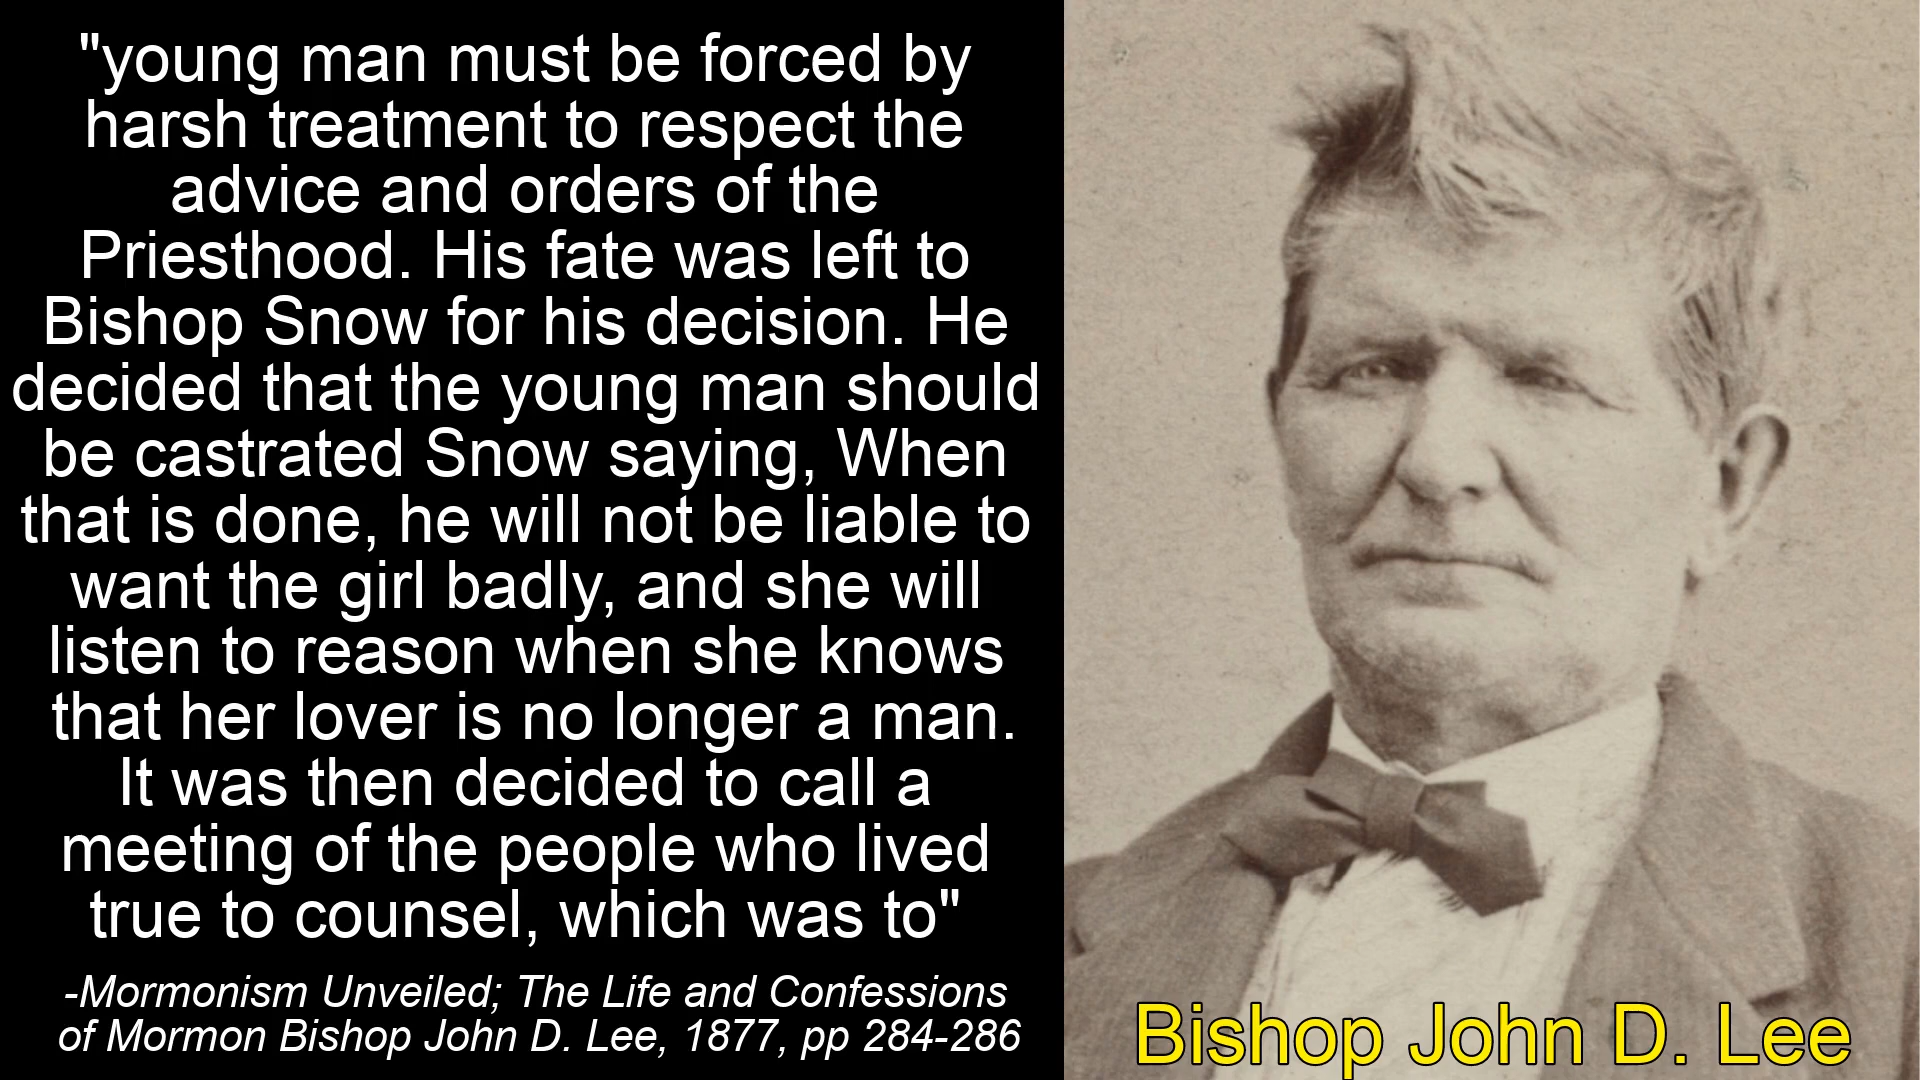 "young man must be forced by
harsh treatment to respect the
advice and orders of the
Priesthood. His fate was left to
Bishop Snow for his decision. He
decided that the young man should
be castrated Snow saying, When
that is done, he will not be liable to
want the girl badly, and she will
listen to reason when she knows
that her lover is no longer a man.
It was then decided to call a
meeting of the people who lived
true to counsel, which was to"
-Mormonism Unveiled; The Life and Confessions
of Mormon Bishop John D. Lee, 1877, pp 284-286
Bishop John D. Lee